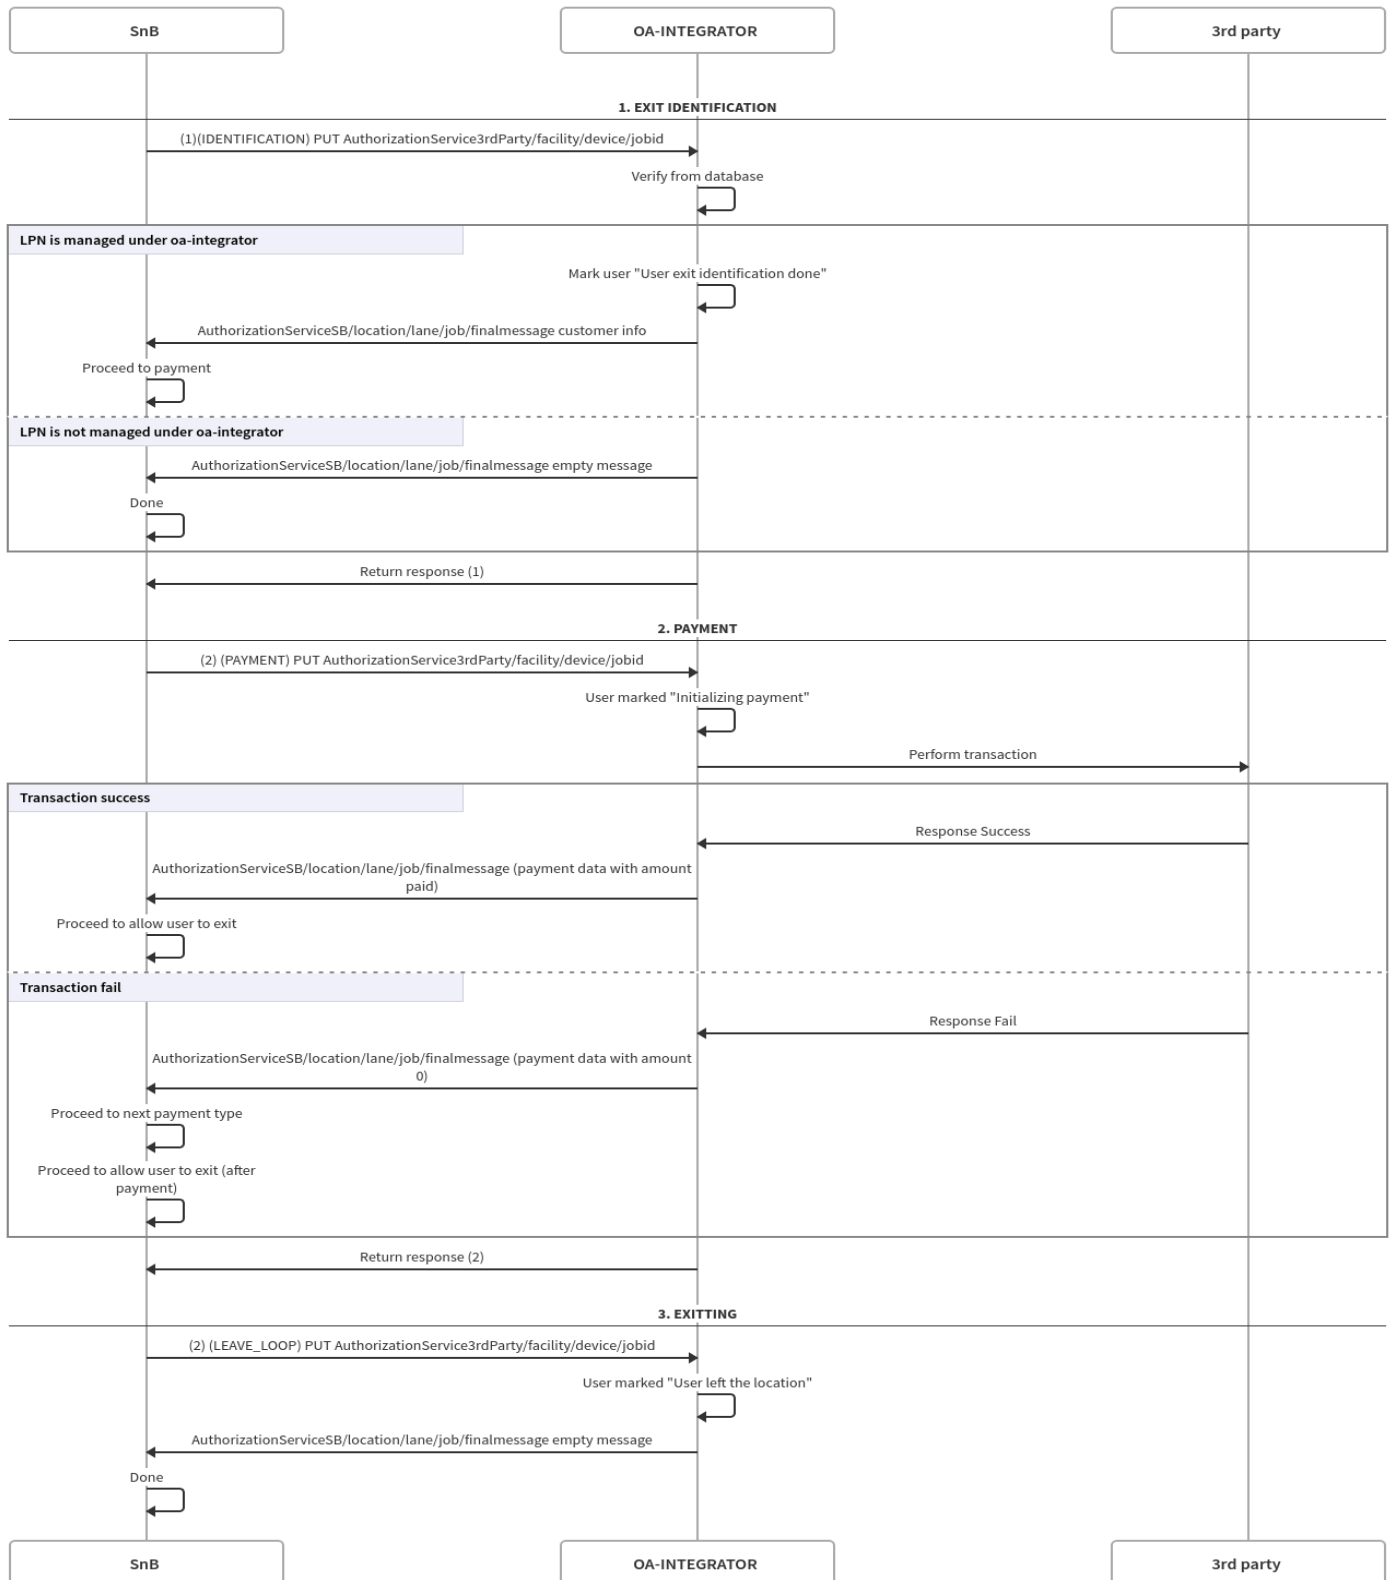 SnB
OA-INTEGRATOR
3rd party
1. EXIT IDENTIFICATION
(1)(IDENTIFICATION) PUT AuthorizationService3rdParty/facility/device/jobid
Verify from database
LPN is managed under oa-integrator
Mark user "User exit identification done"
AuthorizationServiceSB/location/lane/job/finalmessage customer info
Proceed to payment
LPN is not managed under oa-integrator
AuthorizationServiceSB/location/lane/job/finalmessage empty message
Done
Return response (1)
2. PAYMENT
(2) (PAYMENT) PUT AuthorizationService3rdParty/facility/device/jobid
User marked "Initializing payment"
Perform transaction
Transaction success
Response Success
AuthorizationServiceSB/location/lane/job/finalmessage (payment data with amount
paid)
Proceed to allow user to exit
Transaction fail
Response Fail
AuthorizationServiceSB/location/lane/job/finalmessage (payment data with amount
0)
Proceed to next payment type
Proceed to allow user to exit (after
payment)
Return response (2)
3. EXITTING
(2) (LEAVE_LOOP) PUT AuthorizationService3rdParty/facility/device/jobid
User marked "User left the location"
AuthorizationServiceSB/location/lane/job/finalmessage empty message
Done
SnB
OA-INTEGRATOR
3rd party